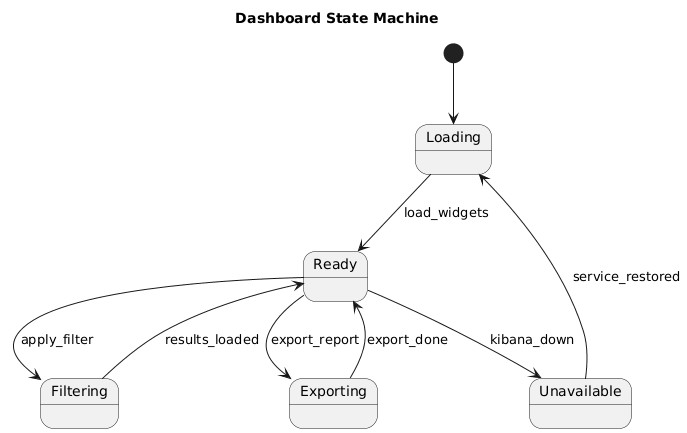 Dashboard State Machine
Loading
load_widgets
Ready
service_restored
apply_filter
results_loaded
export_report
export_done
kibana_down
Filtering
Exporting
Unavailable